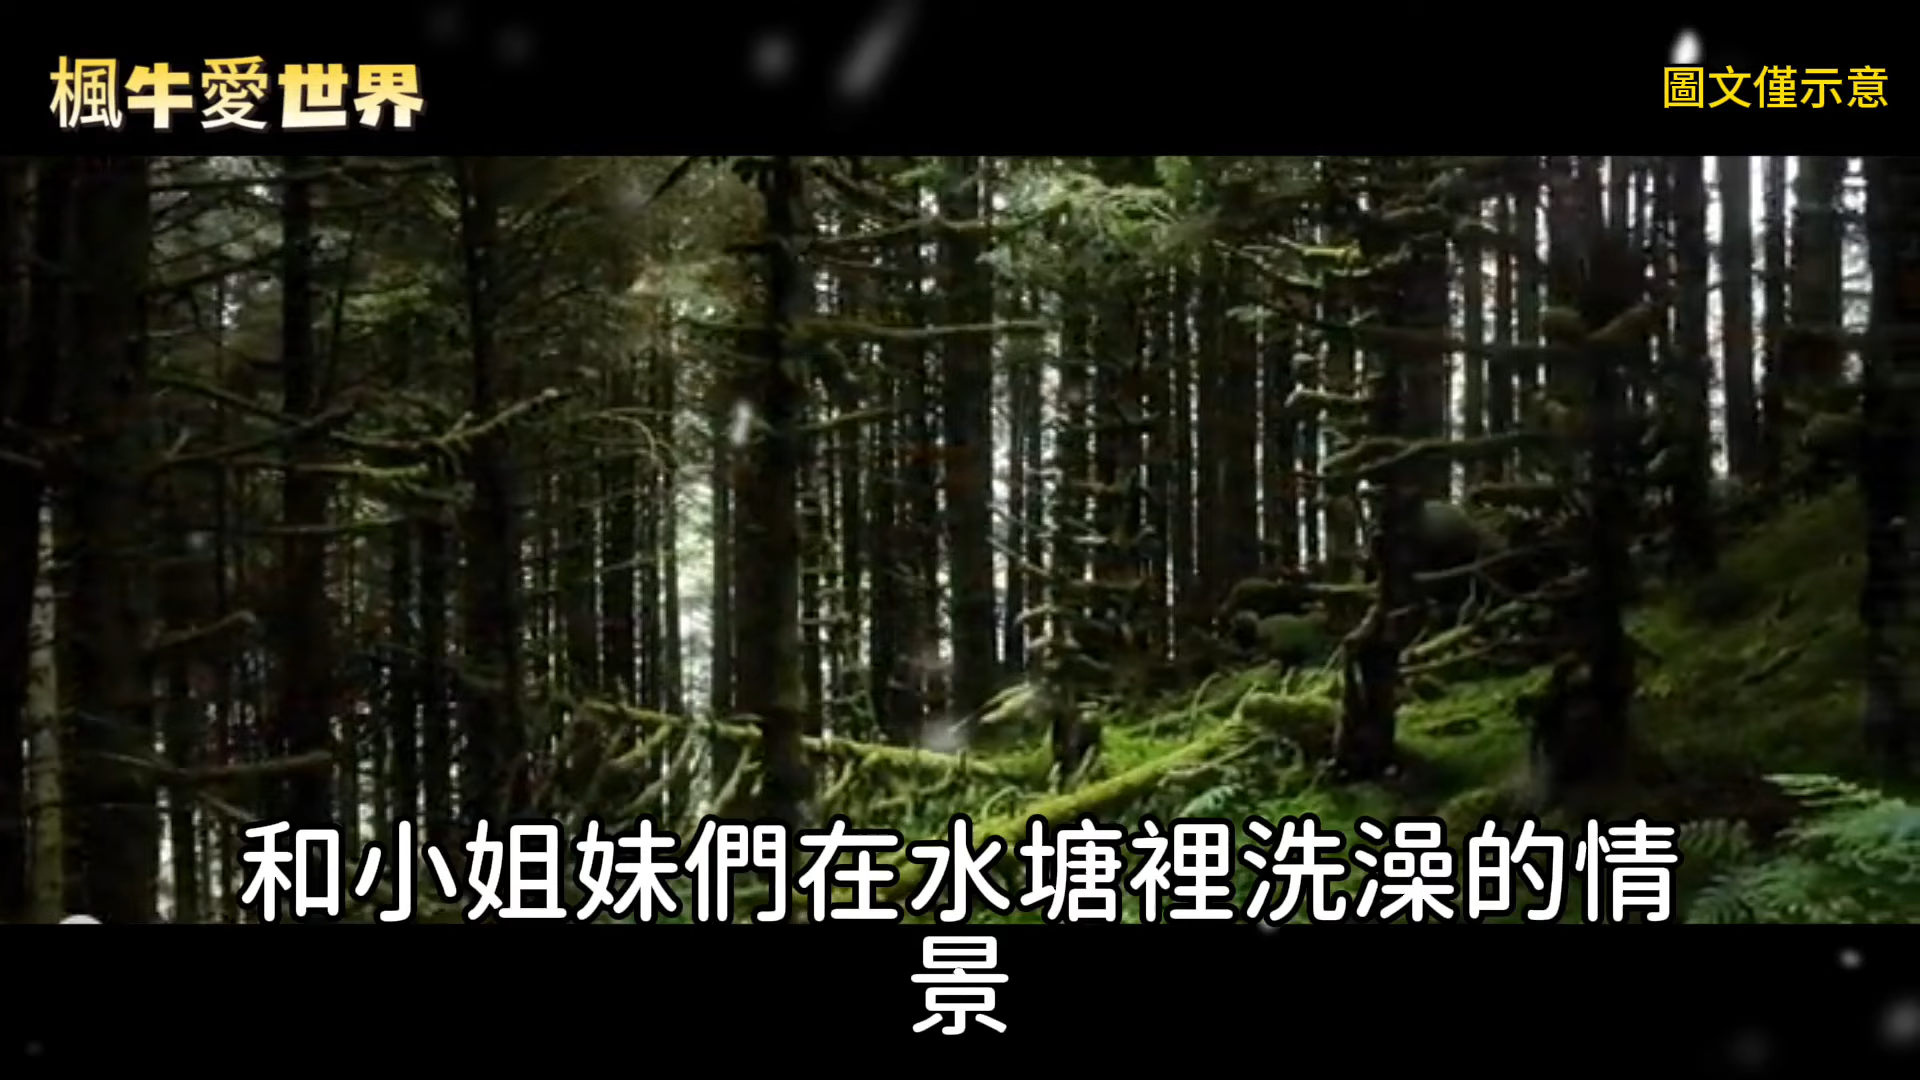 楓牛愛世界
圖文僅示意
和小姐妹們在水塘裡洗澡的情
景